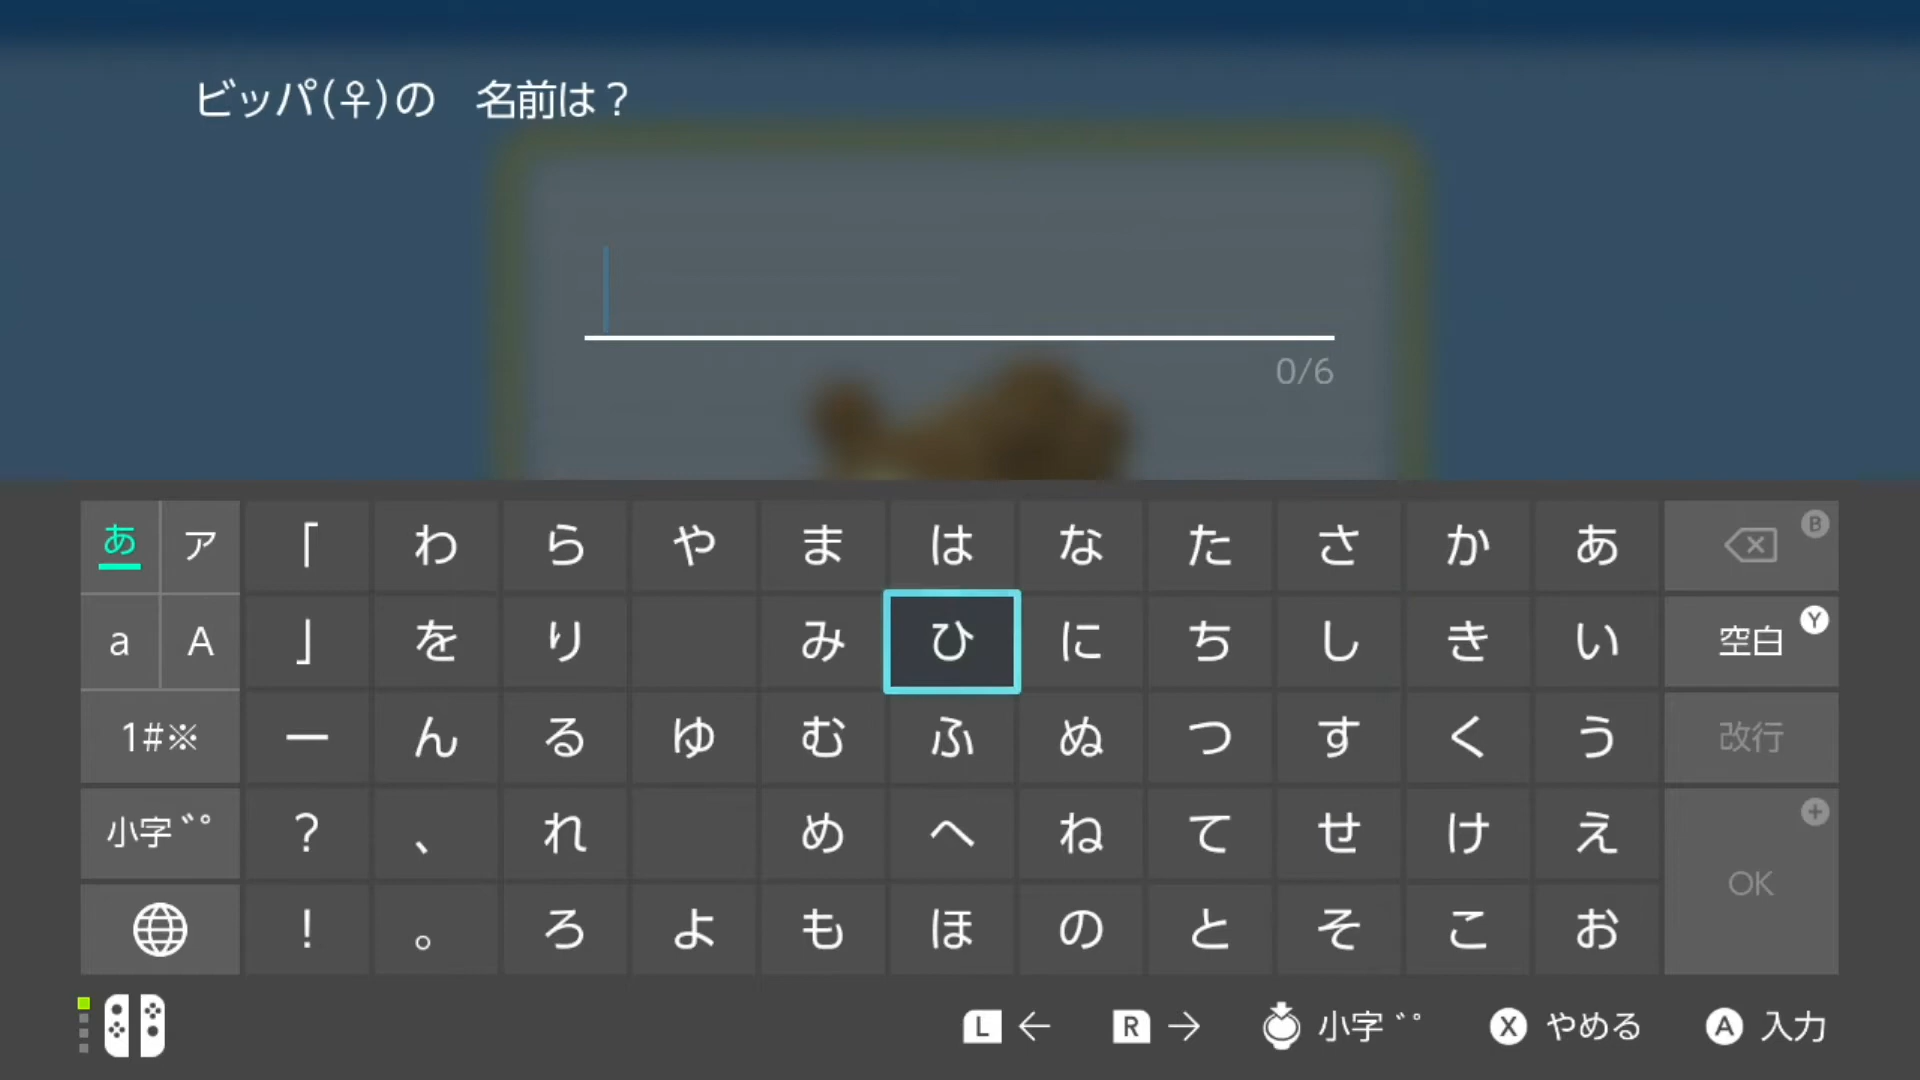 ビッパ(♀)の　名前は？
0/6
あ ア 「 わ ら や ま は な た さ か あ B
a A 」 を り み ひ に ち し き い 空白 Y
1#※ ー ん る ゆ む ふ ぬ つ す く う 改行
小字゛゜ ? 、 れ め へ ね て せ け え +
! 。 ろ よ も ほ の と そ こ お OK
L ← R → 小字゛゜ X やめる A 入力